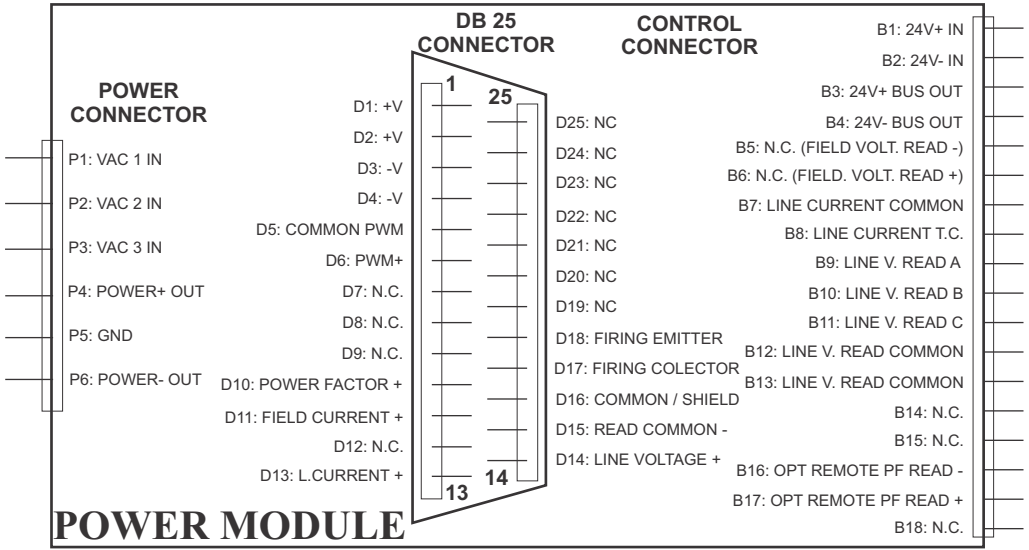 DB 25
CONNECTOR
CONTROL
CONNECTOR
POWER
CONNECTOR
P1: VAC 1 IN
P2: VAC 2 IN
P3: VAC 3 IN
P4: POWER+ OUT
P5: GND
P6: POWER- OUT
1
D1: +V
D2: +V
D3: -V
D4: -V
D5: COMMON PWM
D6: PWM+
D7: N.C.
D8: N.C.
D9: N.C.
D10: POWER FACTOR +
D11: FIELD CURRENT +
D12: N.C.
D13: L.CURRENT +
13
25
D25: NC
D24: NC
D23: NC
D22: NC
D21: NC
D20: NC
D19: NC
D18: FIRING EMITTER
D17: FIRING COLECTOR
D16: COMMON / SHIELD
D15: READ COMMON -
D14: LINE VOLTAGE +
14
B1: 24V+ IN
B2: 24V- IN
B3: 24V+ BUS OUT
B4: 24V- BUS OUT
B5: N.C. (FIELD VOLT. READ -)
B6: N.C. (FIELD. VOLT. READ +)
B7: LINE CURRENT COMMON
B8: LINE CURRENT T.C.
B9: LINE V. READ A
B10: LINE V. READ B
B11: LINE V. READ C
B12: LINE V. READ COMMON
B13: LINE V. READ COMMON
B14: N.C.
B15: N.C.
B16: OPT REMOTE PF READ -
B17: OPT REMOTE PF READ +
B18: N.C.
POWER MODULE